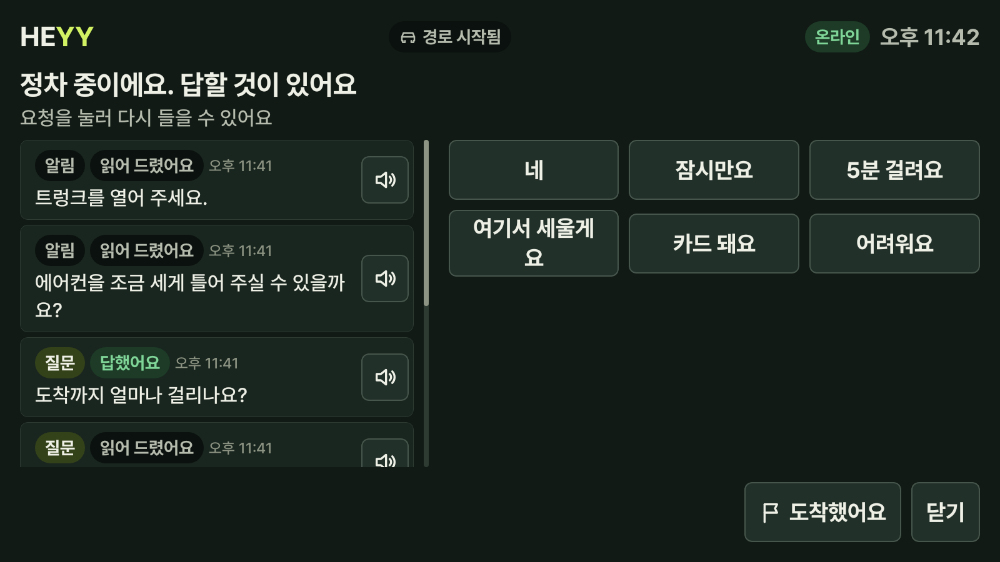 HEYY
경로 시작됨
온라인 오후 11:42
정차 중이에요. 답할 것이 있어요
요청을 눌러 다시 들을 수 있어요
알림 읽어 드렸어요 오후 11:41
트렁크를 열어 주세요.
알림 읽어 드렸어요 오후 11:41
에어컨을 조금 세게 틀어 주실 수 있을까
요?
질문 답했어요 오후 11:41
도착까지 얼마나 걸리나요?
질문 읽어 드렸어요 오후 11:41
네
잠시만요
5분 걸려요
여기서 세울게
요
카드 돼요
어려워요
도착했어요
닫기